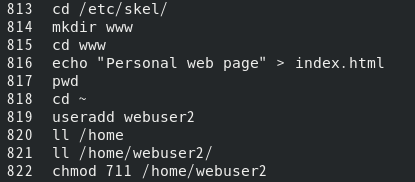 813  cd /etc/skel/
814  mkdir www
815  cd www
816  echo "Personal web page" > index.html
817  pwd
818  cd ~
819  useradd webuser2
820  ll /home
821  ll /home/webuser2/
822  chmod 711 /home/webuser2